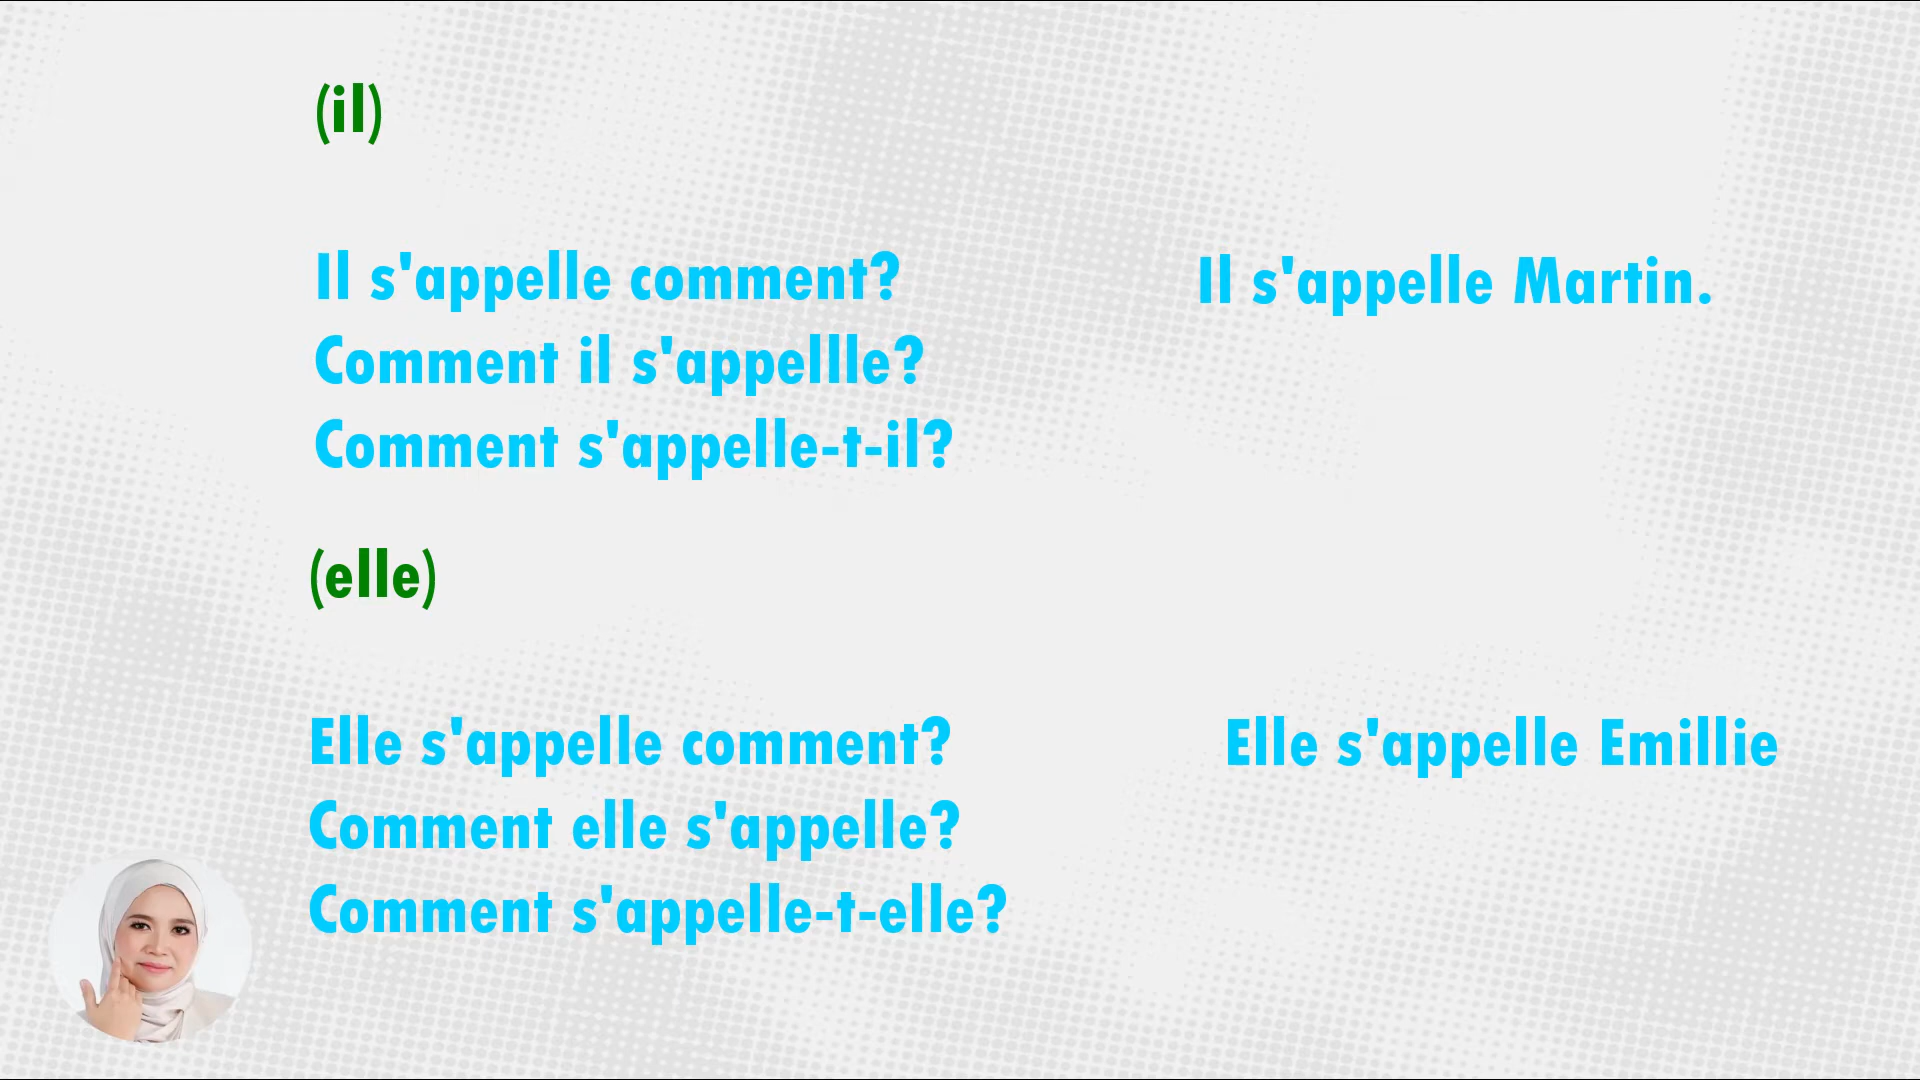 (il)
Il s'appelle comment?
Il s'appelle Martin.
Comment il s'appellle?
Comment s'appelle-t-il?
(elle)
Elle s'appelle comment?
Elle s'appelle Emillie
Comment elle s'appelle?
Comment s'appelle-t-elle?